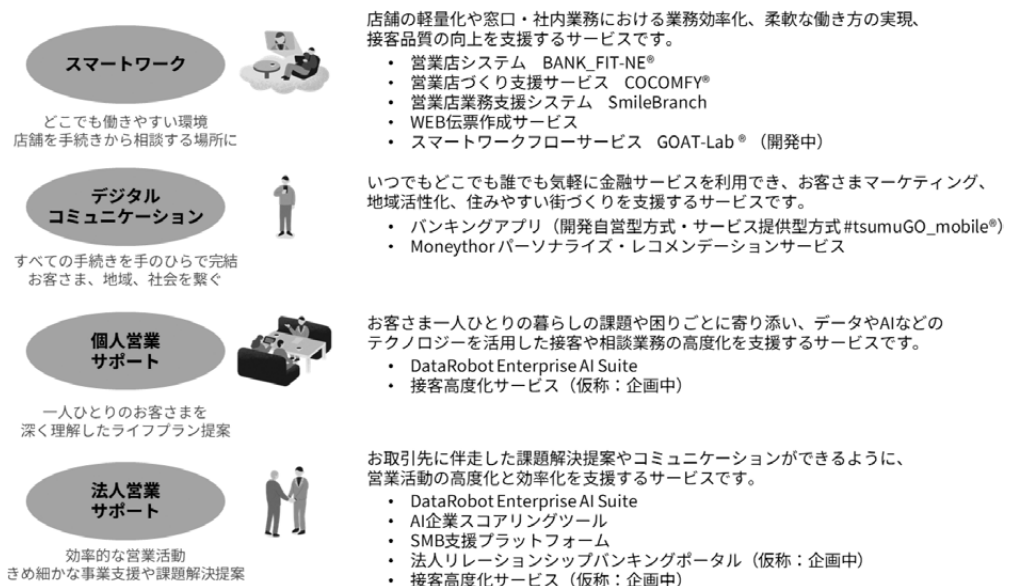 スマートワーク
どこでも働きやすい環境
店舗を手続きから相談する場所に
店舗の軽量化や窓口・社内業務における業務効率化、柔軟な働き方の実現、
接客品質の向上を支援するサービスです。
• 営業店システム　BANK_FIT-NE®
• 営業店づくり支援サービス　COCOMFY®
• 営業店業務支援システム　SmileBranch
• WEB伝票作成サービス
• スマートワークフローサービス　GOAT-Lab ® （開発中）
デジタル
コミュニケーション
すべての手続きを手のひらで完結
お客さま、地域、社会を繋ぐ
いつでもどこでも誰でも気軽に金融サービスを利用でき、お客さまマーケティング、
地域活性化、住みやすい街づくりを支援するサービスです。
• バンキングアプリ（開発自営型方式・サービス提供型方式 #tsumuGO_mobile®）
• Moneythor パーソナライズ・レコメンデーションサービス
個人営業
サポート
一人ひとりのお客さまを
深く理解したライフプラン提案
お客さま一人ひとりの暮らしの課題や困りごとに寄り添い、データやAIなどの
テクノロジーを活用した接客や相談業務の高度化を支援するサービスです。
• DataRobot Enterprise AI Suite
• 接客高度化サービス（仮称：企画中）
法人営業
サポート
効率的な営業活動
きめ細かな事業支援や課題解決提案
お取引先に伴走した課題解決提案やコミュニケーションができるように、
営業活動の高度化と効率化を支援するサービスです。
• DataRobot Enterprise AI Suite
• AI企業スコアリングツール
• SMB支援プラットフォーム
• 法人リレーションシップバンキングポータル（仮称：企画中）
• 接客高度化サービス（仮称：企画中）